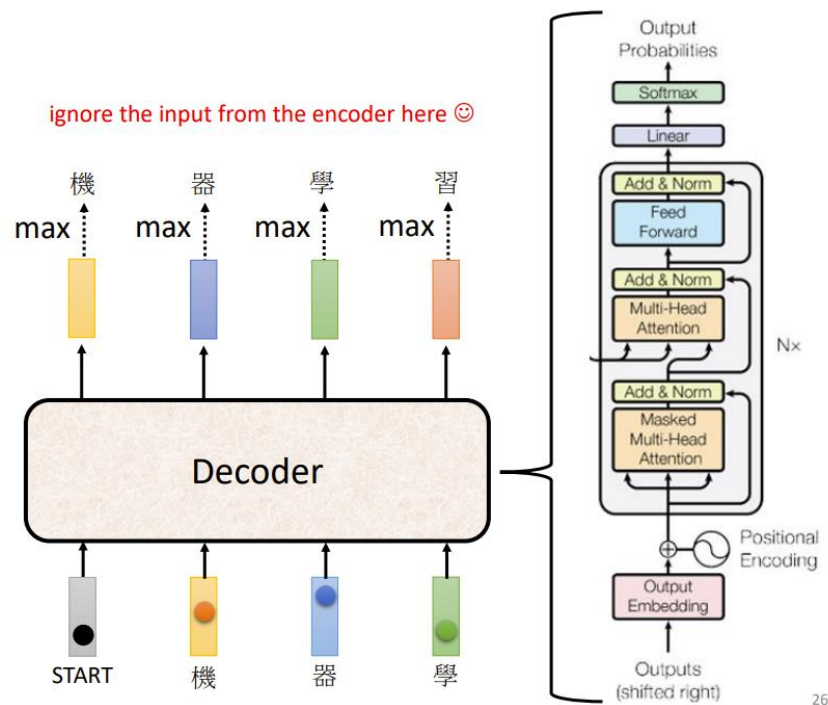 ignore the input from the encoder here ☺
機 器 學 習
max max max max
Decoder
START 機 器 學
Output
Probabilities
Softmax
Linear
Add & Norm
Feed
Forward
Add & Norm
Multi-Head
Attention
N×
Add & Norm
Masked
Multi-Head
Attention
Positional
Encoding
Output
Embedding
Outputs
(shifted right)
26